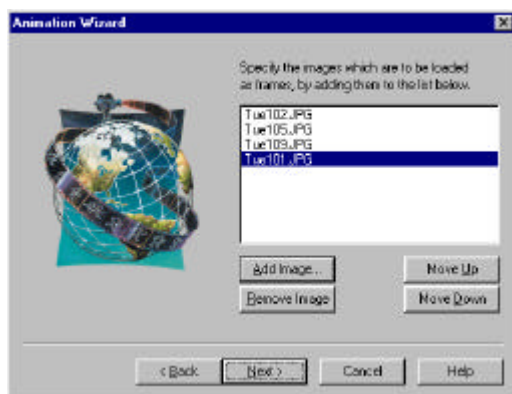 Animation Wizard
Specify the images which are to be loaded
as frames, by adding them to the list below.
Tue102.JPG
Tue105.JPG
Tue109.JPG
Tue101.JPG
Add Image...
Move Up
Remove Image
Move Down
< Back
Next >
Cancel
Help